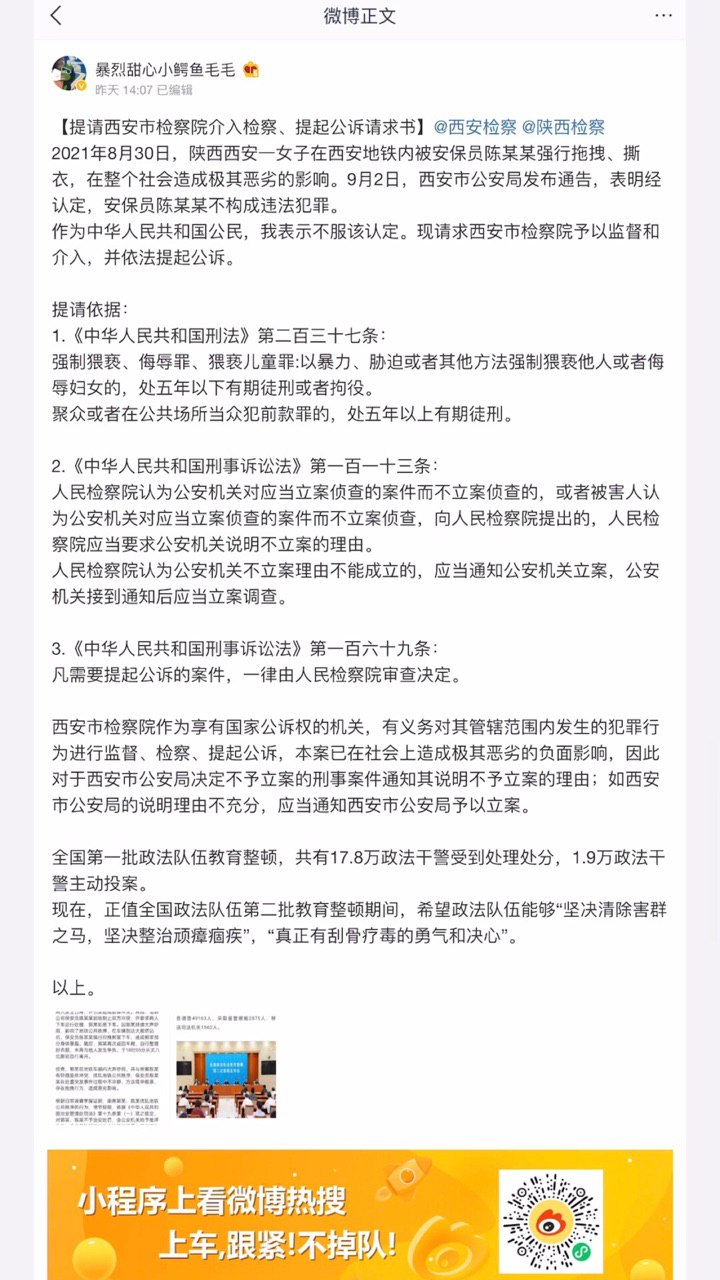 微博正文
暴烈甜心小鳄鱼毛毛
昨天 14:07 已编辑
【提请西安市检察院介入检察、提起公诉请求书】@西安检察 @陕西检察
2021年8月30日，陕西西安一女子在西安地铁内被安保员陈某某强行拖拽、撕
衣，在整个社会造成极其恶劣的影响。9月2日，西安市公安局发布通告，表明经
认定，安保员陈某某不构成违法犯罪。
作为中华人民共和国公民，我表示不服该认定。现请求西安市检察院予以监督和
介入，并依法提起公诉。
提请依据：
1.《中华人民共和国刑法》第二百三十七条：
强制猥亵、侮辱罪、猥亵儿童罪:以暴力、胁迫或者其他方法强制猥亵他人或者侮
辱妇女的，处五年以下有期徒刑或者拘役。
聚众或者在公共场所当众犯前款罪的，处五年以上有期徒刑。
2.《中华人民共和国刑事诉讼法》第一百一十三条：
人民检察院认为公安机关对应当立案侦查的案件而不立案侦查的，或者被害人认
为公安机关对应当立案侦查的案件而不立案侦查，向人民检察院提出的，人民检
察院应当要求公安机关说明不立案的理由。
人民检察院认为公安机关不立案理由不能成立的，应当通知公安机关立案，公安
机关接到通知后应当立案调查。
3.《中华人民共和国刑事诉讼法》第一百六十九条：
凡需要提起公诉的案件，一律由人民检察院审查决定。
西安市检察院作为享有国家公诉权的机关，有义务对其管辖范围内发生的犯罪行
为进行监督、检察、提起公诉，本案已在社会上造成极其恶劣的负面影响，因此
对于西安市公安局决定不予立案的刑事案件通知其说明不予立案的理由；如西安
市公安局的说明理由不充分，应当通知西安市公安局予以立案。
全国第一批政法队伍教育整顿，共有17.8万政法干警受到处理处分，1.9万政法干
警主动投案。
现在，正值全国政法队伍第二批教育整顿期间，希望政法队伍能够“坚决清除害群
之马，坚决整治顽瘴痼疾”，“真正有刮骨疗毒的勇气和决心”。
以上。
小程序上看微博热搜
上车,跟紧!不掉队!